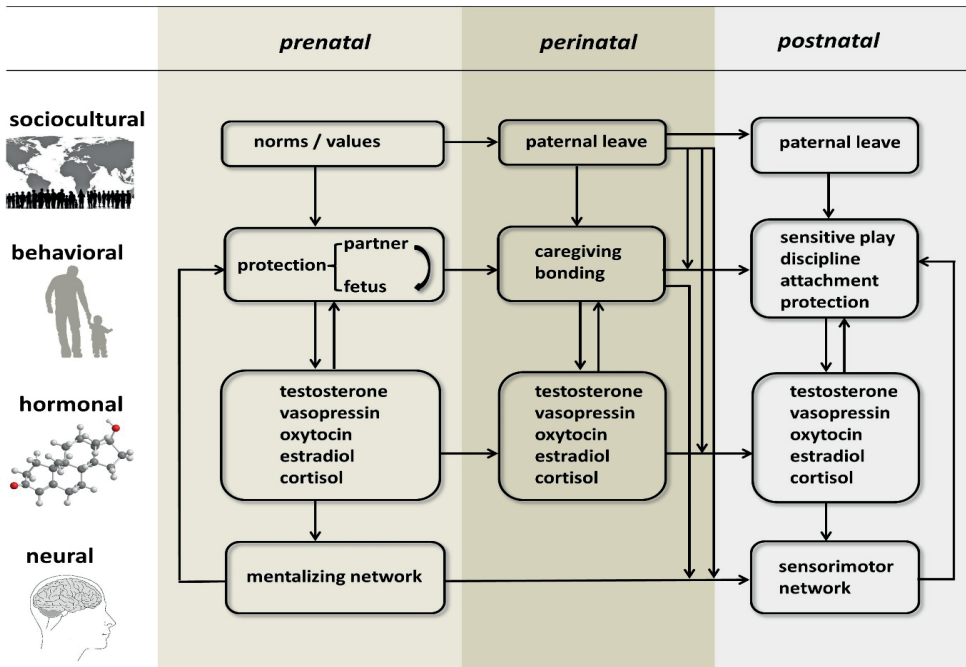 prenatal
perinatal
postnatal
sociocultural
norms / values
paternal leave
paternal leave
behavioral
protection
partner
fetus
caregiving
bonding
sensitive play
discipline
attachment
protection
hormonal
testosterone
vasopressin
oxytocin
estradiol
cortisol
testosterone
vasopressin
oxytocin
estradiol
cortisol
testosterone
vasopressin
oxytocin
estradiol
cortisol
neural
mentalizing network
sensorimotor
network